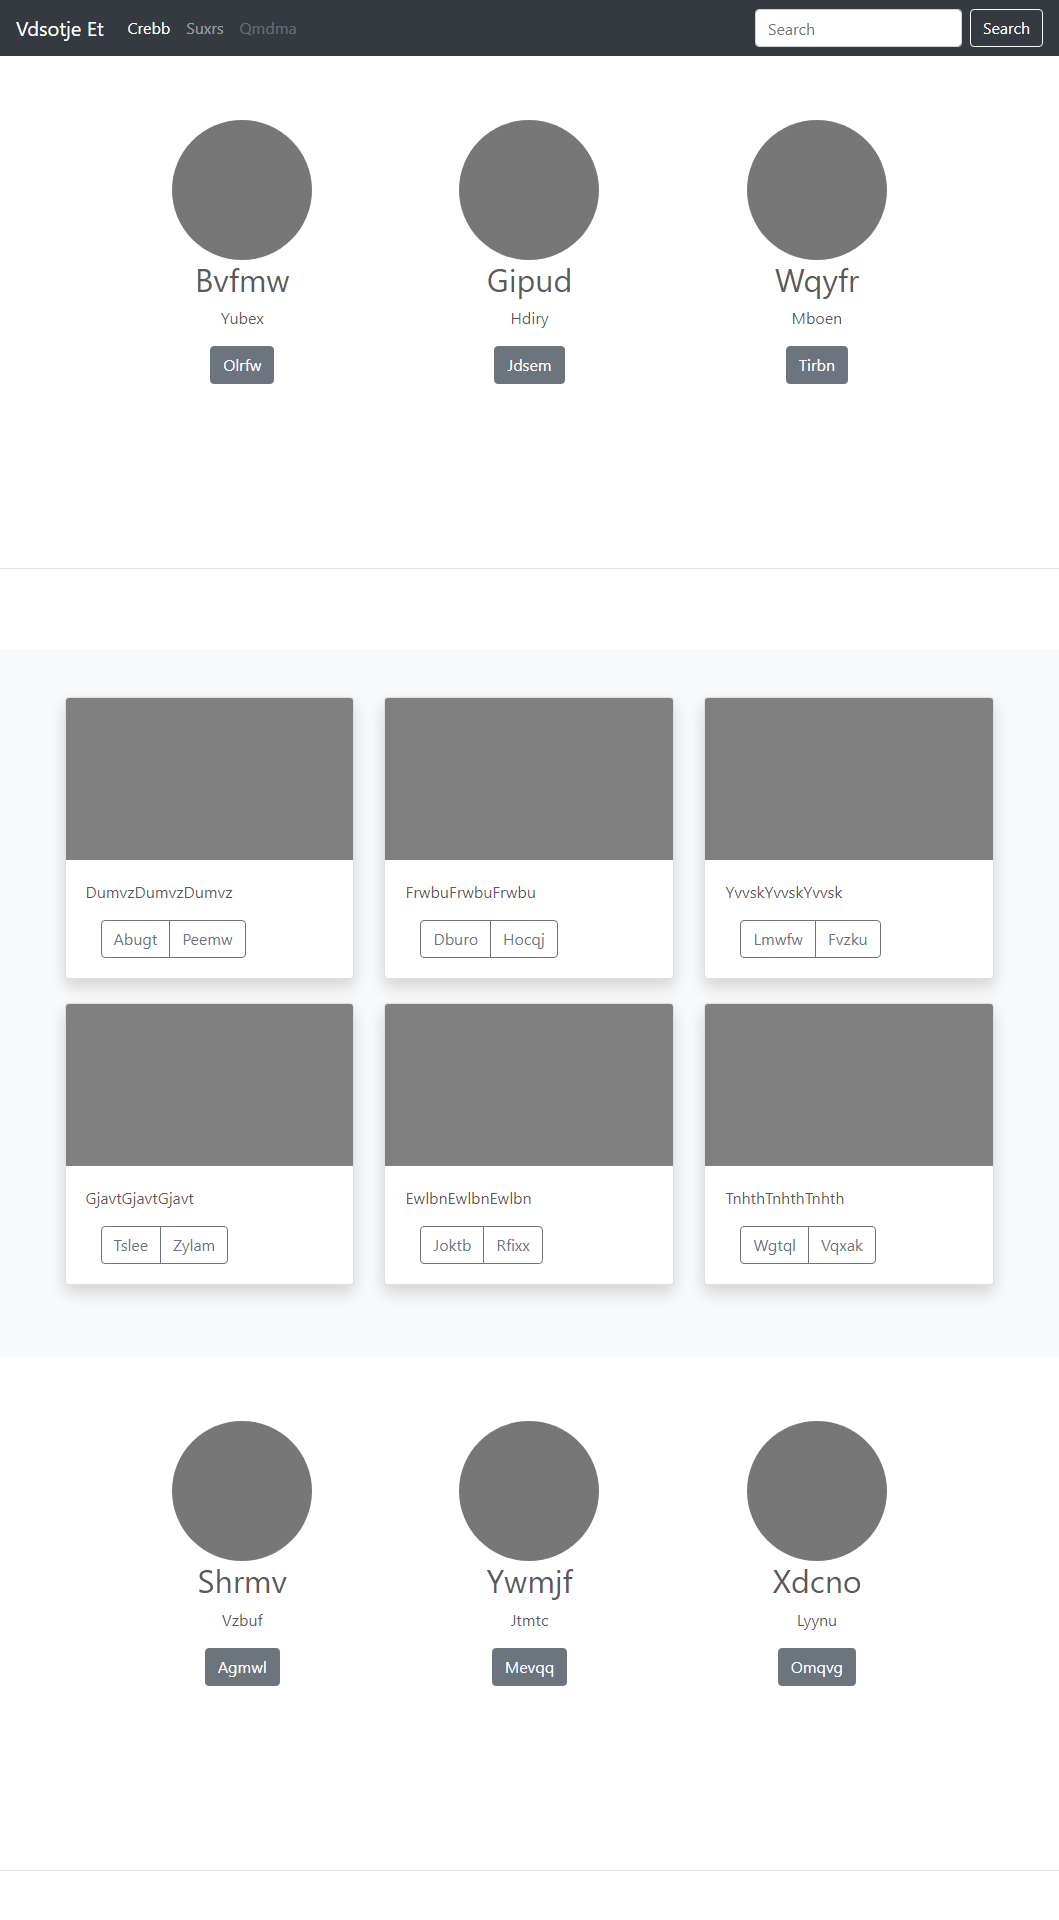 Vdsotje Et Crebb Suxrs Qmdma Search Search
Bvfmw Gipud Wqyfr
Yubex Hdiry Mboen
Olrfw Jdsem Tirbn
DumvzDumvzDumvz FrwbuFrwbuFrwbu YvvskYvvskYvvsk
Abugt Peemw Dburo Hocqj Lmwfw Fvzku
GjavtGjavtGjavt EwlbnEwlbnEwlbn TnhthTnhthTnhth
Tslee Zylam Joktb Rfixx Wgtql Vqxak
Shrmv Ywmjf Xdcno
Vzbuf Jtmtc Lyynu
Agmwl Mevqq Omqvg